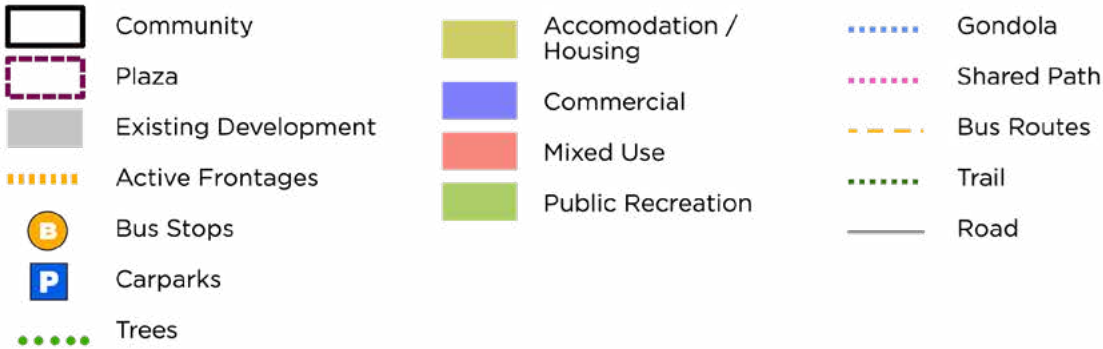 Community
Plaza
Existing Development
Active Frontages
B
Bus Stops
P
Carparks
Trees
Accomodation /
Housing
Commercial
Mixed Use
Public Recreation
Gondola
Shared Path
Bus Routes
Trail
Road